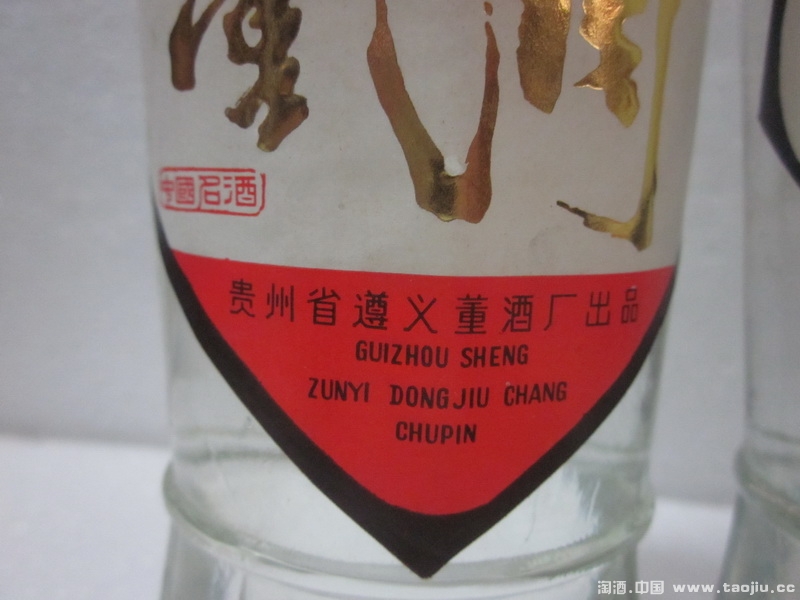 中國名酒
贵州省遵义董酒厂出品
GUIZHOU SHENG
ZUNYI DONGJIU CHANG
CHUPIN
淘酒.中国 www.taojiu.cc